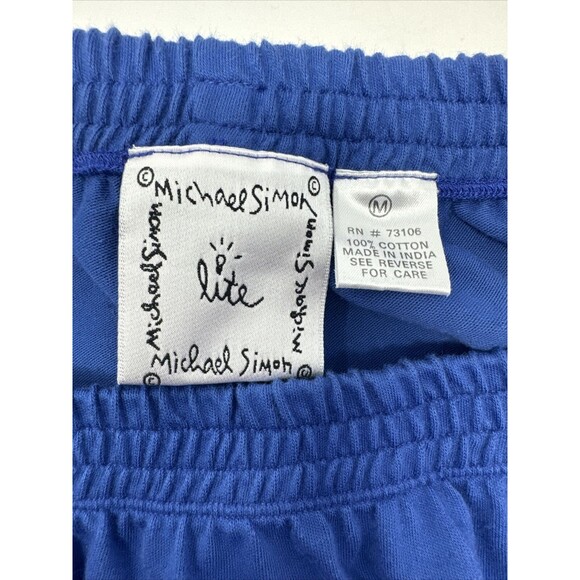 © Michael Simon ©
Michael Simon
lite
Michael Simon
© Michael Simon ©
M
RN # 73106
100% COTTON
MADE IN INDIA
SEE REVERSE
FOR CARE